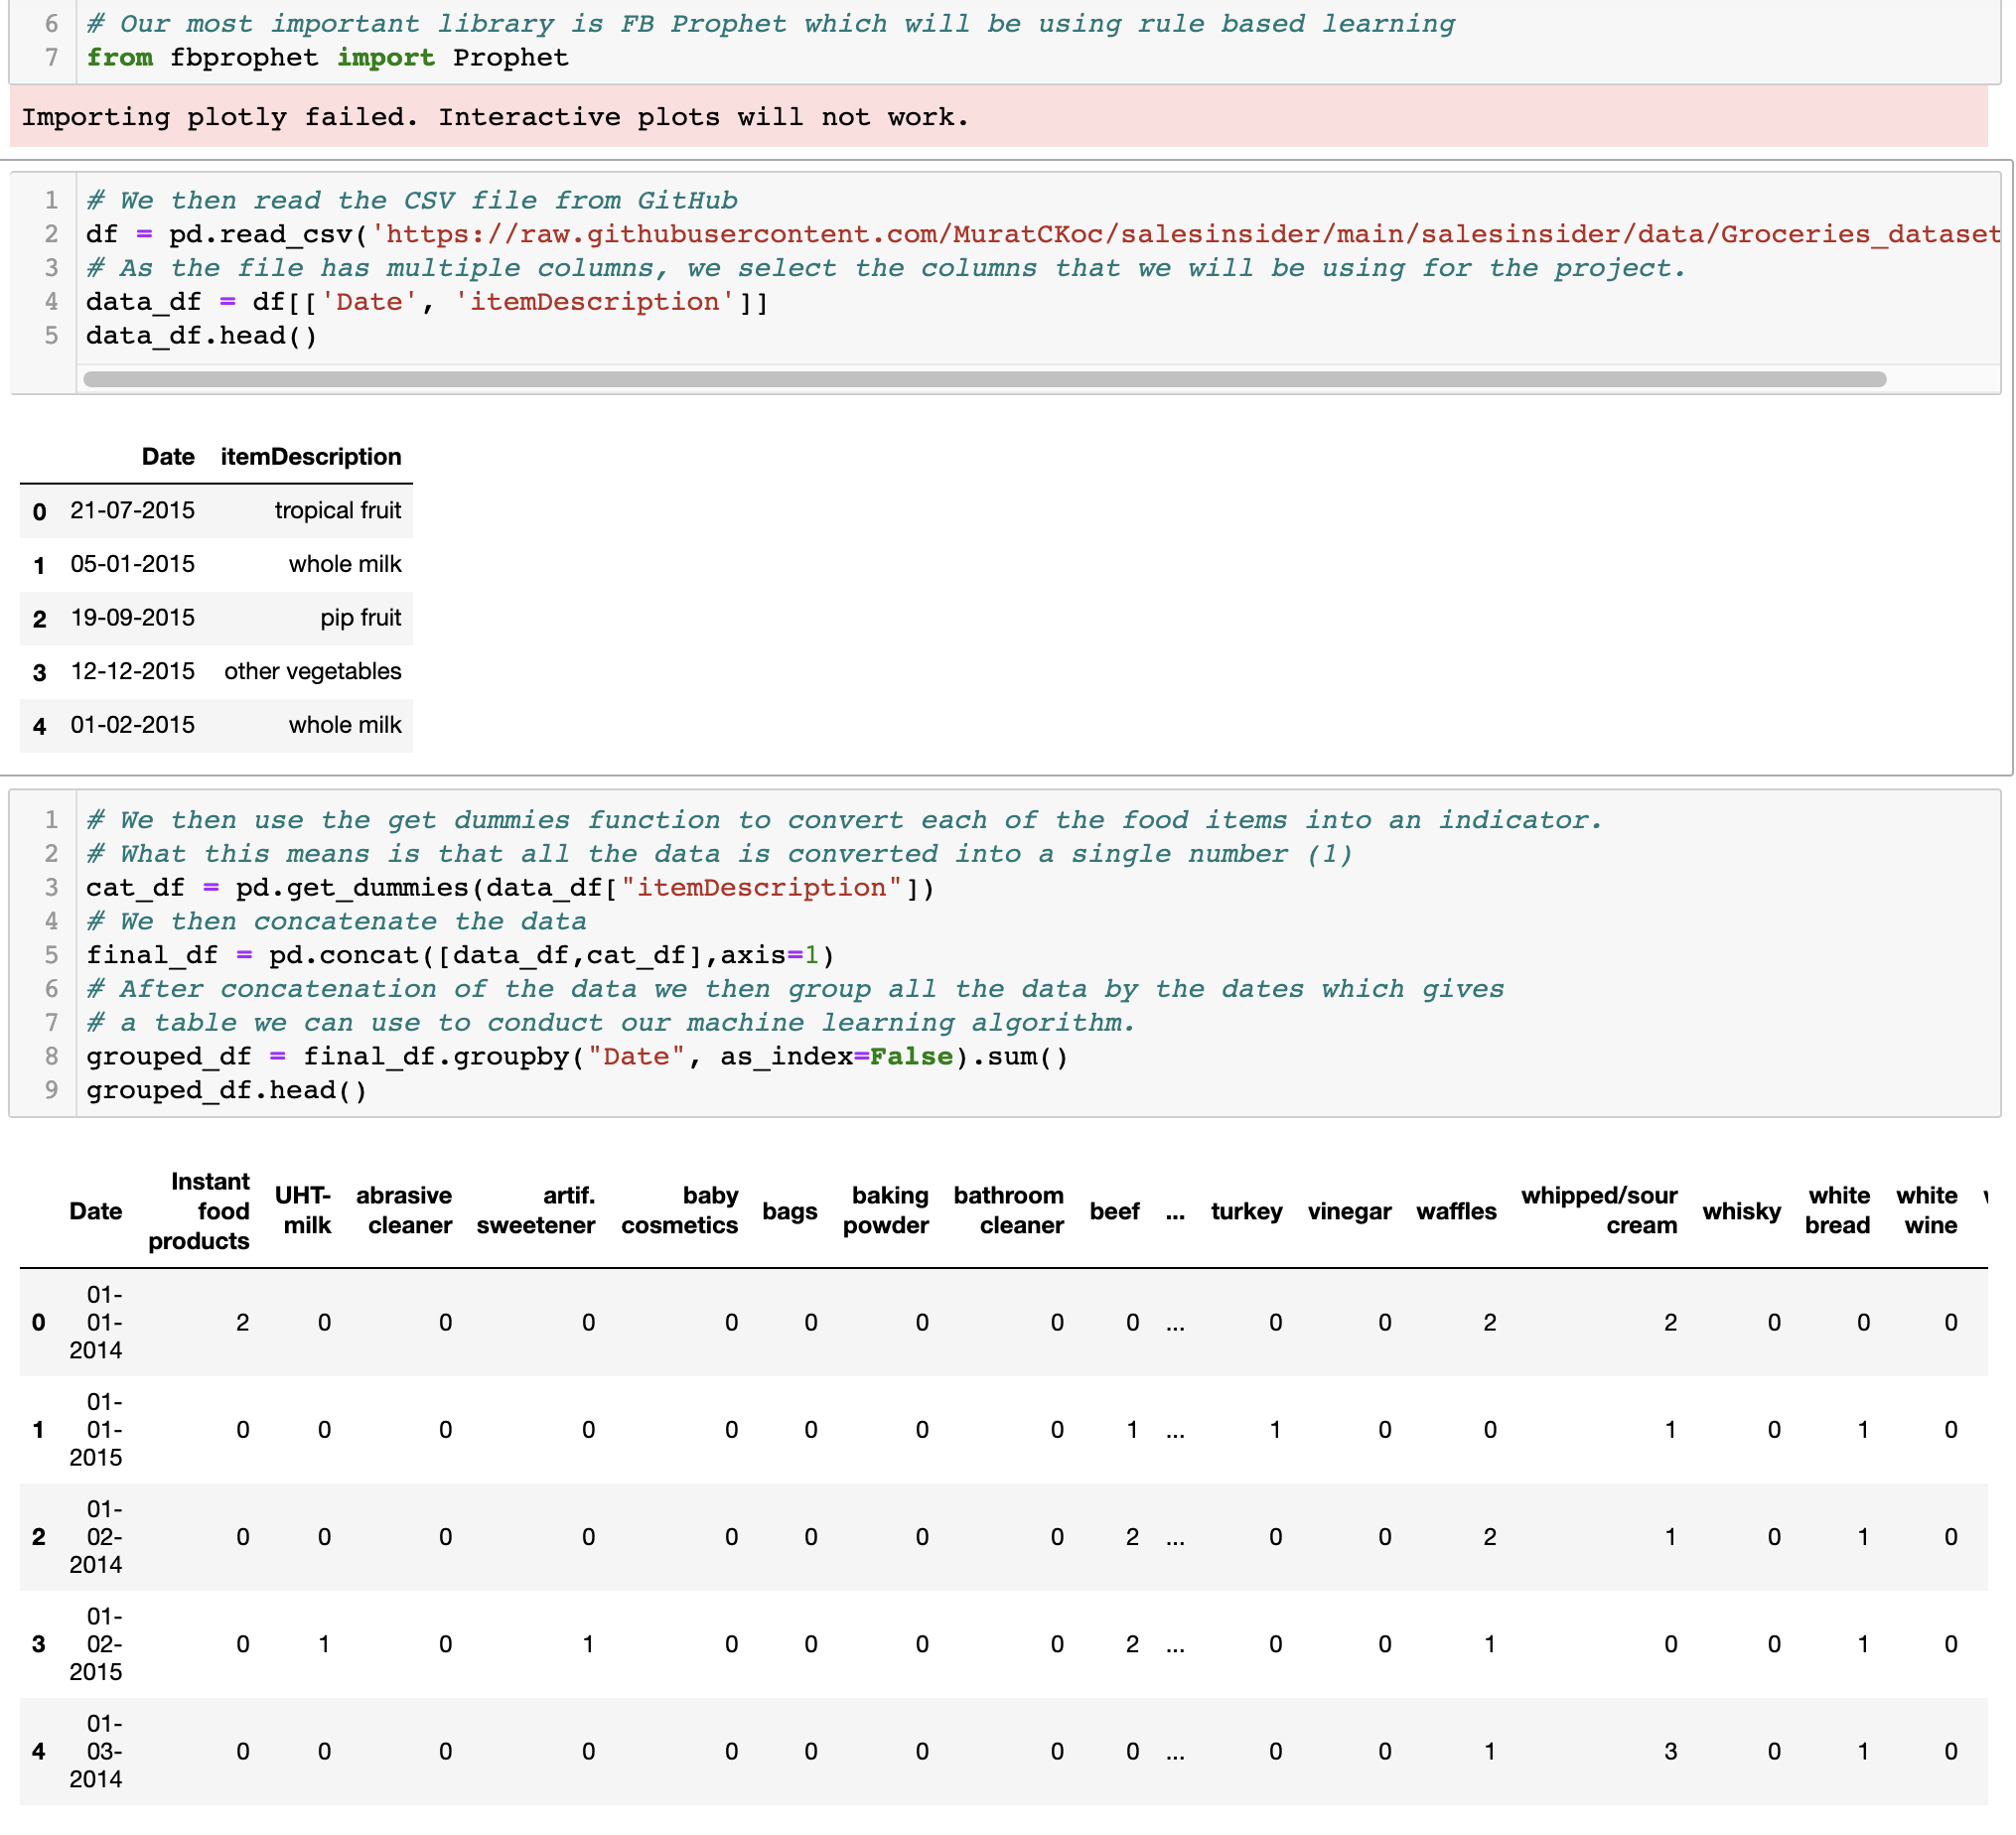 6 # Our most important library is FB Prophet which will be using rule based learning
7 from fbprophet import Prophet
Importing plotly failed. Interactive plots will not work.
1 # We then read the CSV file from GitHub
2 df = pd.read_csv('https://raw.githubusercontent.com/MuratCKoc/salesinsider/main/salesinsider/data/Groceries_dataset
3 # As the file has multiple columns, we select the columns that we will be using for the project.
4 data_df = df[['Date', 'itemDescription']]
5 data_df.head()
Date itemDescription
0 21-07-2015 tropical fruit
1 05-01-2015 whole milk
2 19-09-2015 pip fruit
3 12-12-2015 other vegetables
4 01-02-2015 whole milk
1 # We then use the get dummies function to convert each of the food items into an indicator.
2 # What this means is that all the data is converted into a single number (1)
3 cat_df = pd.get_dummies(data_df["itemDescription"])
4 # We then concatenate the data
5 final_df = pd.concat([data_df,cat_df],axis=1)
6 # After concatenation of the data we then group all the data by the dates which gives
7 # a table we can use to conduct our machine learning algorithm.
8 grouped_df = final_df.groupby("Date", as_index=False).sum()
9 grouped_df.head()
Date Instant food products UHT-milk abrasive cleaner artif. sweetener baby cosmetics bags baking powder bathroom cleaner beef ... turkey vinegar waffles whipped/sour cream whisky white bread white wine
0 01-01-2014 2 0 0 0 0 0 0 0 0 ... 0 0 2 2 0 0 0
1 01-01-2015 0 0 0 0 0 0 0 0 1 ... 1 0 0 1 0 1 0
2 01-02-2014 0 0 0 0 0 0 0 0 2 ... 0 0 2 1 0 1 0
3 01-02-2015 0 1 0 1 0 0 0 0 2 ... 0 0 1 0 0 1 0
4 01-03-2014 0 0 0 0 0 0 0 0 0 ... 0 0 1 3 0 1 0